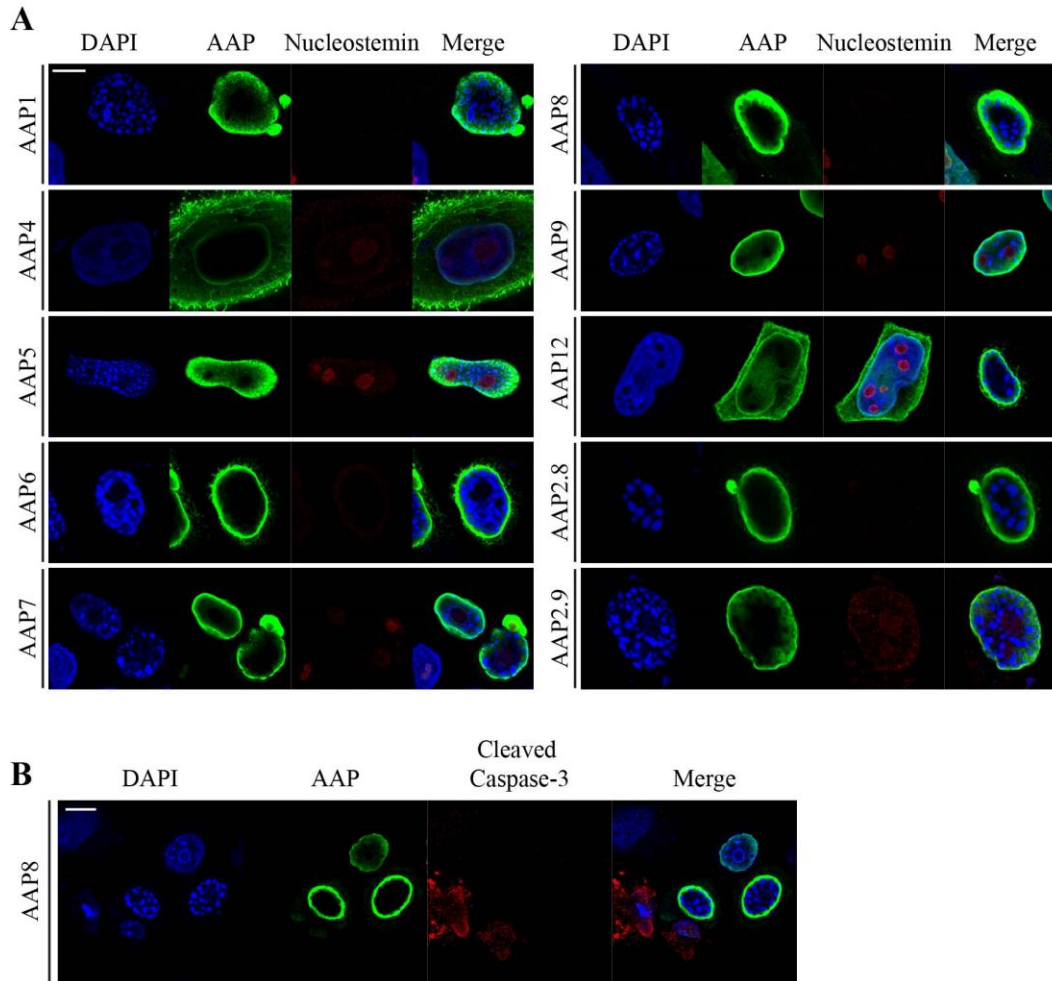 A
DAPI AAP Nucleostemin Merge
AAP1
AAP4
AAP5
AAP6
AAP7
DAPI AAP Nucleostemin Merge
AAP8
AAP9
AAP12
AAP2.8
AAP2.9
B
DAPI AAP Cleaved Caspase-3 Merge
AAP8